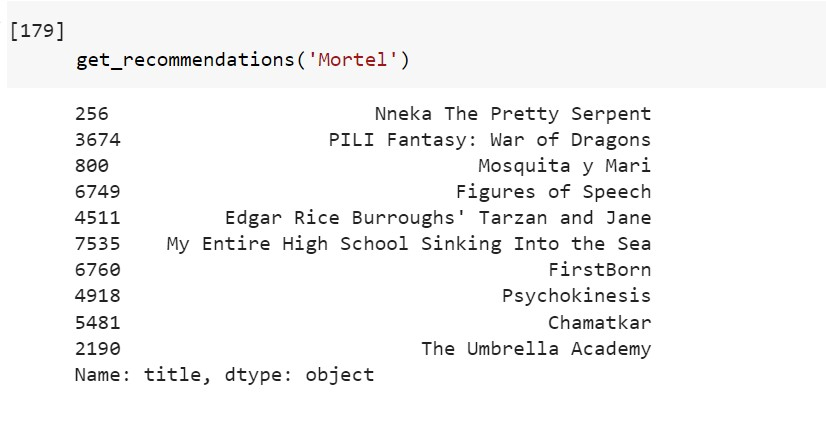 [179]
get_recommendations('Mortel')
256 Nneka The Pretty Serpent
3674 PILI Fantasy: War of Dragons
800 Mosquita y Mari
6749 Figures of Speech
4511 Edgar Rice Burroughs' Tarzan and Jane
7535 My Entire High School Sinking Into the Sea
6760 FirstBorn
4918 Psychokinesis
5481 Chamatkar
2190 The Umbrella Academy
Name: title, dtype: object